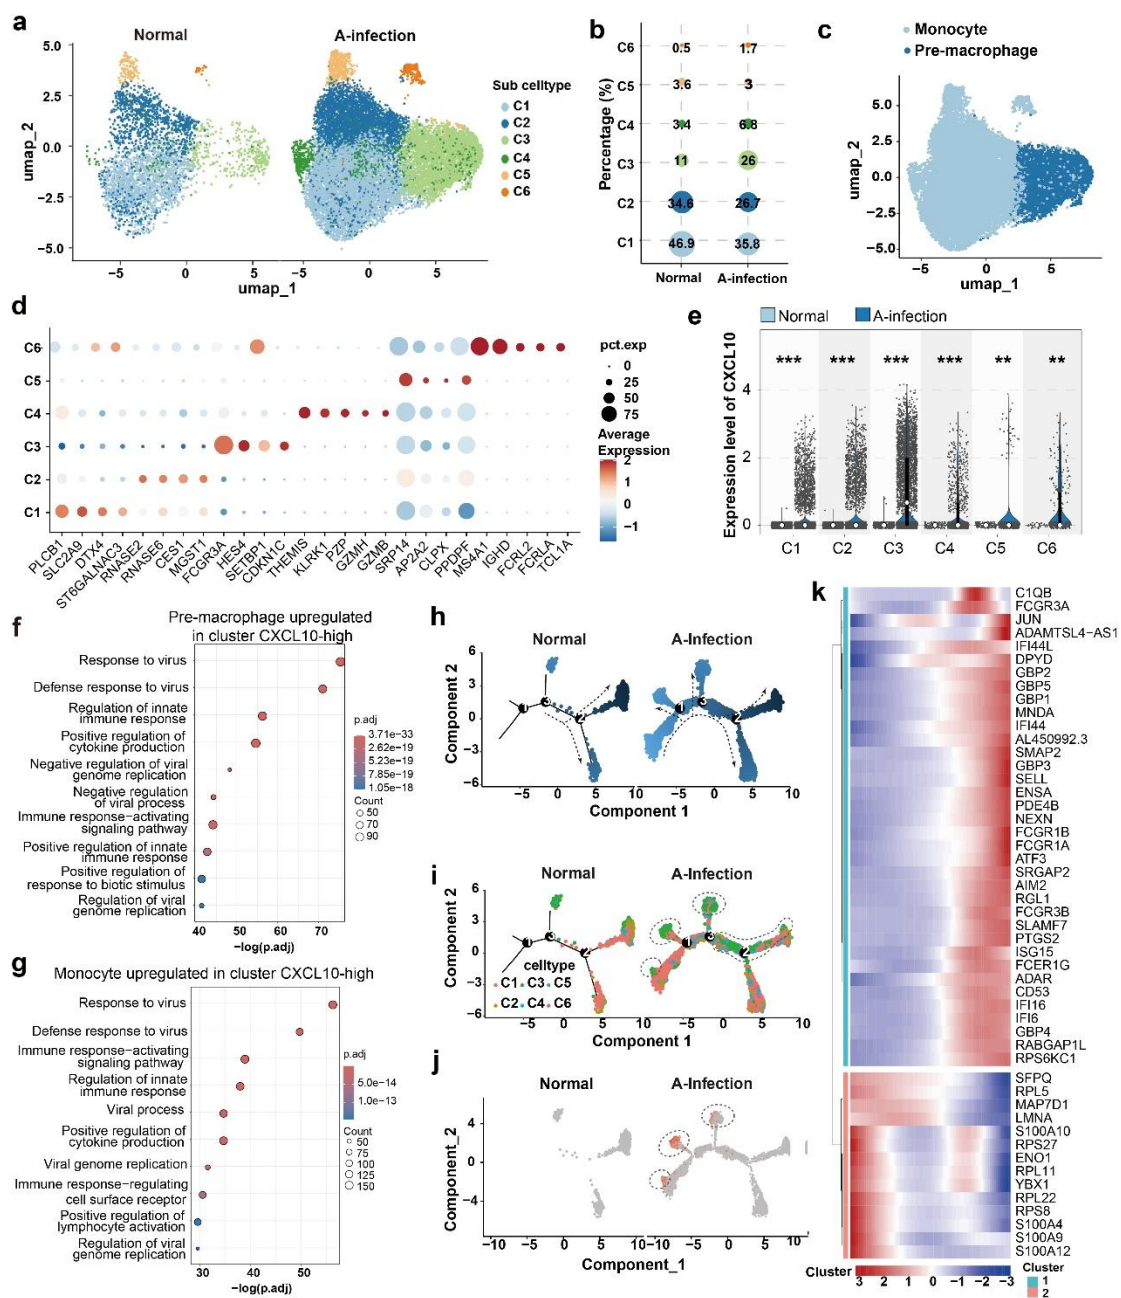 a
Normal
A-infection
umap_2
5.0
2.5
0.0
−2.5
−5.0
−5
0
5
−5
0
5
umap_1
Sub celltype
C1
C2
C3
C4
C5
C6
b
Percentage (%)
C6
0.5
1.7
C5
3.6
3
C4
3.4
6.8
C3
11
26
C2
34.6
26.7
C1
46.9
35.8
Normal
A-infection
c
Monocyte
Pre-macrophage
umap_2
5.0
2.5
0.0
−2.5
−5.0
−5
0
5
umap_1
d
C6
C5
C4
C3
C2
C1
PLCB1
SLC2A9
DTX4
ST6GALNAC3
RNASE2
RNASE6
CES1
MGST1
FCGR3A
HES4
SETBP1
CDKN1C
THEMIS
KLRK1
PZP
GZMH
GZMB
SRP14
AP2A2
CLPX
PPDPF
MS4A1
IGHD
FCRL2
FCRLA
TCL1A
pct.exp
0
25
50
75
Average
Expression
2
1
0
−1
e
Normal
A-infection
Expression level of CXCL10
4
2
0
***
***
***
***
**
**
C1
C2
C3
C4
C5
C6
f
Pre-macrophage upregulated
in cluster CXCL10-high
Response to virus
Defense response to virus
Regulation of innate
immune response
Positive regulation of
cytokine production
Negative regulation of viral
genome replication
Negative regulation
of viral process
Immune response−activating
signaling pathway
Positive regulation of innate
immune response
Positive regulation of
response to biotic stimulus
Regulation of viral
genome replication
40
50
60
70
−log(p.adj)
p.adj
3.71e−33
2.62e−19
5.23e−19
7.85e−19
1.05e−18
Count
50
70
90
g
Monocyte upregulated in cluster CXCL10-high
Response to virus
Defense response to virus
Immune response−activating
signaling pathway
Regulation of innate
immune response
Viral process
Positive regulation of
cytokine production
Viral genome replication
Immune response−regulating
cell surface receptor
Positive regulation of
lymphocyte activation
Regulation of viral
genome replication
30
40
50
−log(p.adj)
p.adj
5.0e−14
1.0e−13
Count
50
75
100
125
150
h
Normal
A-Infection
Component 2
6
3
0
−3
−6
1
3
2
1
3
2
−5
0
5
10
−5
0
5
10
Component 1
i
Normal
A-Infection
Component 2
6
3
0
−3
−6
1
3
2
1
3
2
celltype
C1 C3 C5
C2 C4 C6
−5
0
5
10
−5
0
5
10
Component 1
j
Normal
A-Infection
Component_2
4
0
−4
−10
−5
0
5
10
−10
−5
0
5
10
Component_1
k
C1QB
FCGR3A
JUN
ADAMTSL4−AS1
IFI44L
DPYD
GBP2
GBP5
GBP1
MNDA
IFI44
AL450992.3
SMAP2
GBP3
SELL
ENSA
PDE4B
NEXN
FCGR1B
FCGR1A
ATF3
SRGAP2
AIM2
RGL1
FCGR3B
SLAMF7
PTGS2
ISG15
FCER1G
ADAR
CD53
IFI16
IFI6
GBP4
RABGAP1L
RPS6KC1
SFPQ
RPL5
MAP7D1
LMNA
S100A10
RPS27
ENO1
RPL11
YBX1
RPL22
RPS8
S100A4
S100A9
S100A12
Cluster
3 2 1 0 −1 −2 −3
Cluster
1
2